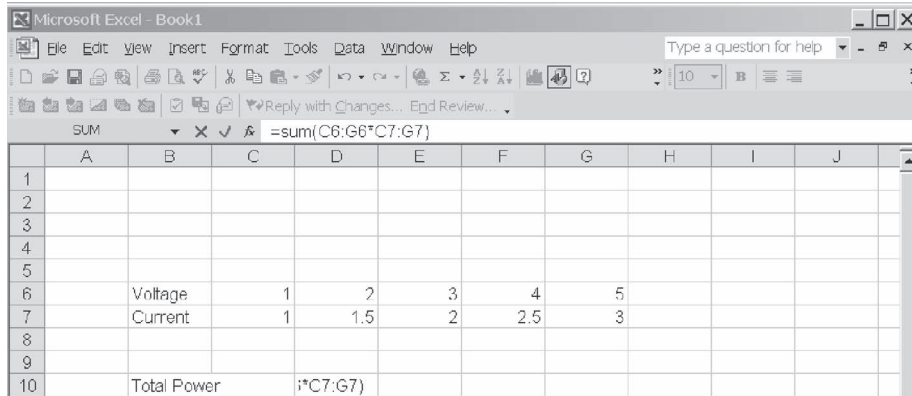 Microsoft Excel - Book1
File Edit View Insert Format Tools Data Window Help Type a question for help
10 B
Reply with Changes... End Review...
SUM fx =sum(C6:G6*C7:G7)
A B C D E F G H I J
1
2
3
4
5
6 Voltage 1 2 3 4 5
7 Current 1 1.5 2 2.5 3
8
9
10 Total Power *C7:G7)